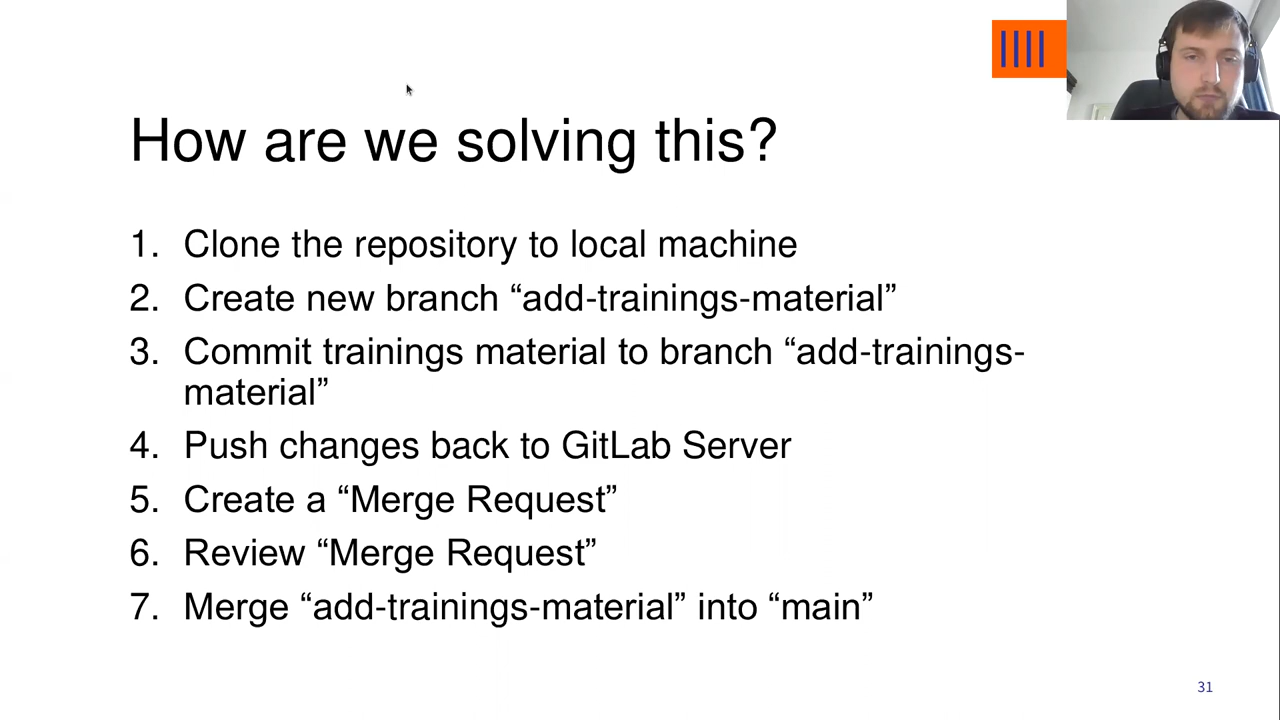 How are we solving this?
1. Clone the repository to local machine
2. Create new branch “add-trainings-material”
3. Commit trainings material to branch “add-trainings-
material”
4. Push changes back to GitLab Server
5. Create a “Merge Request”
6. Review “Merge Request”
7. Merge “add-trainings-material” into “main”
31